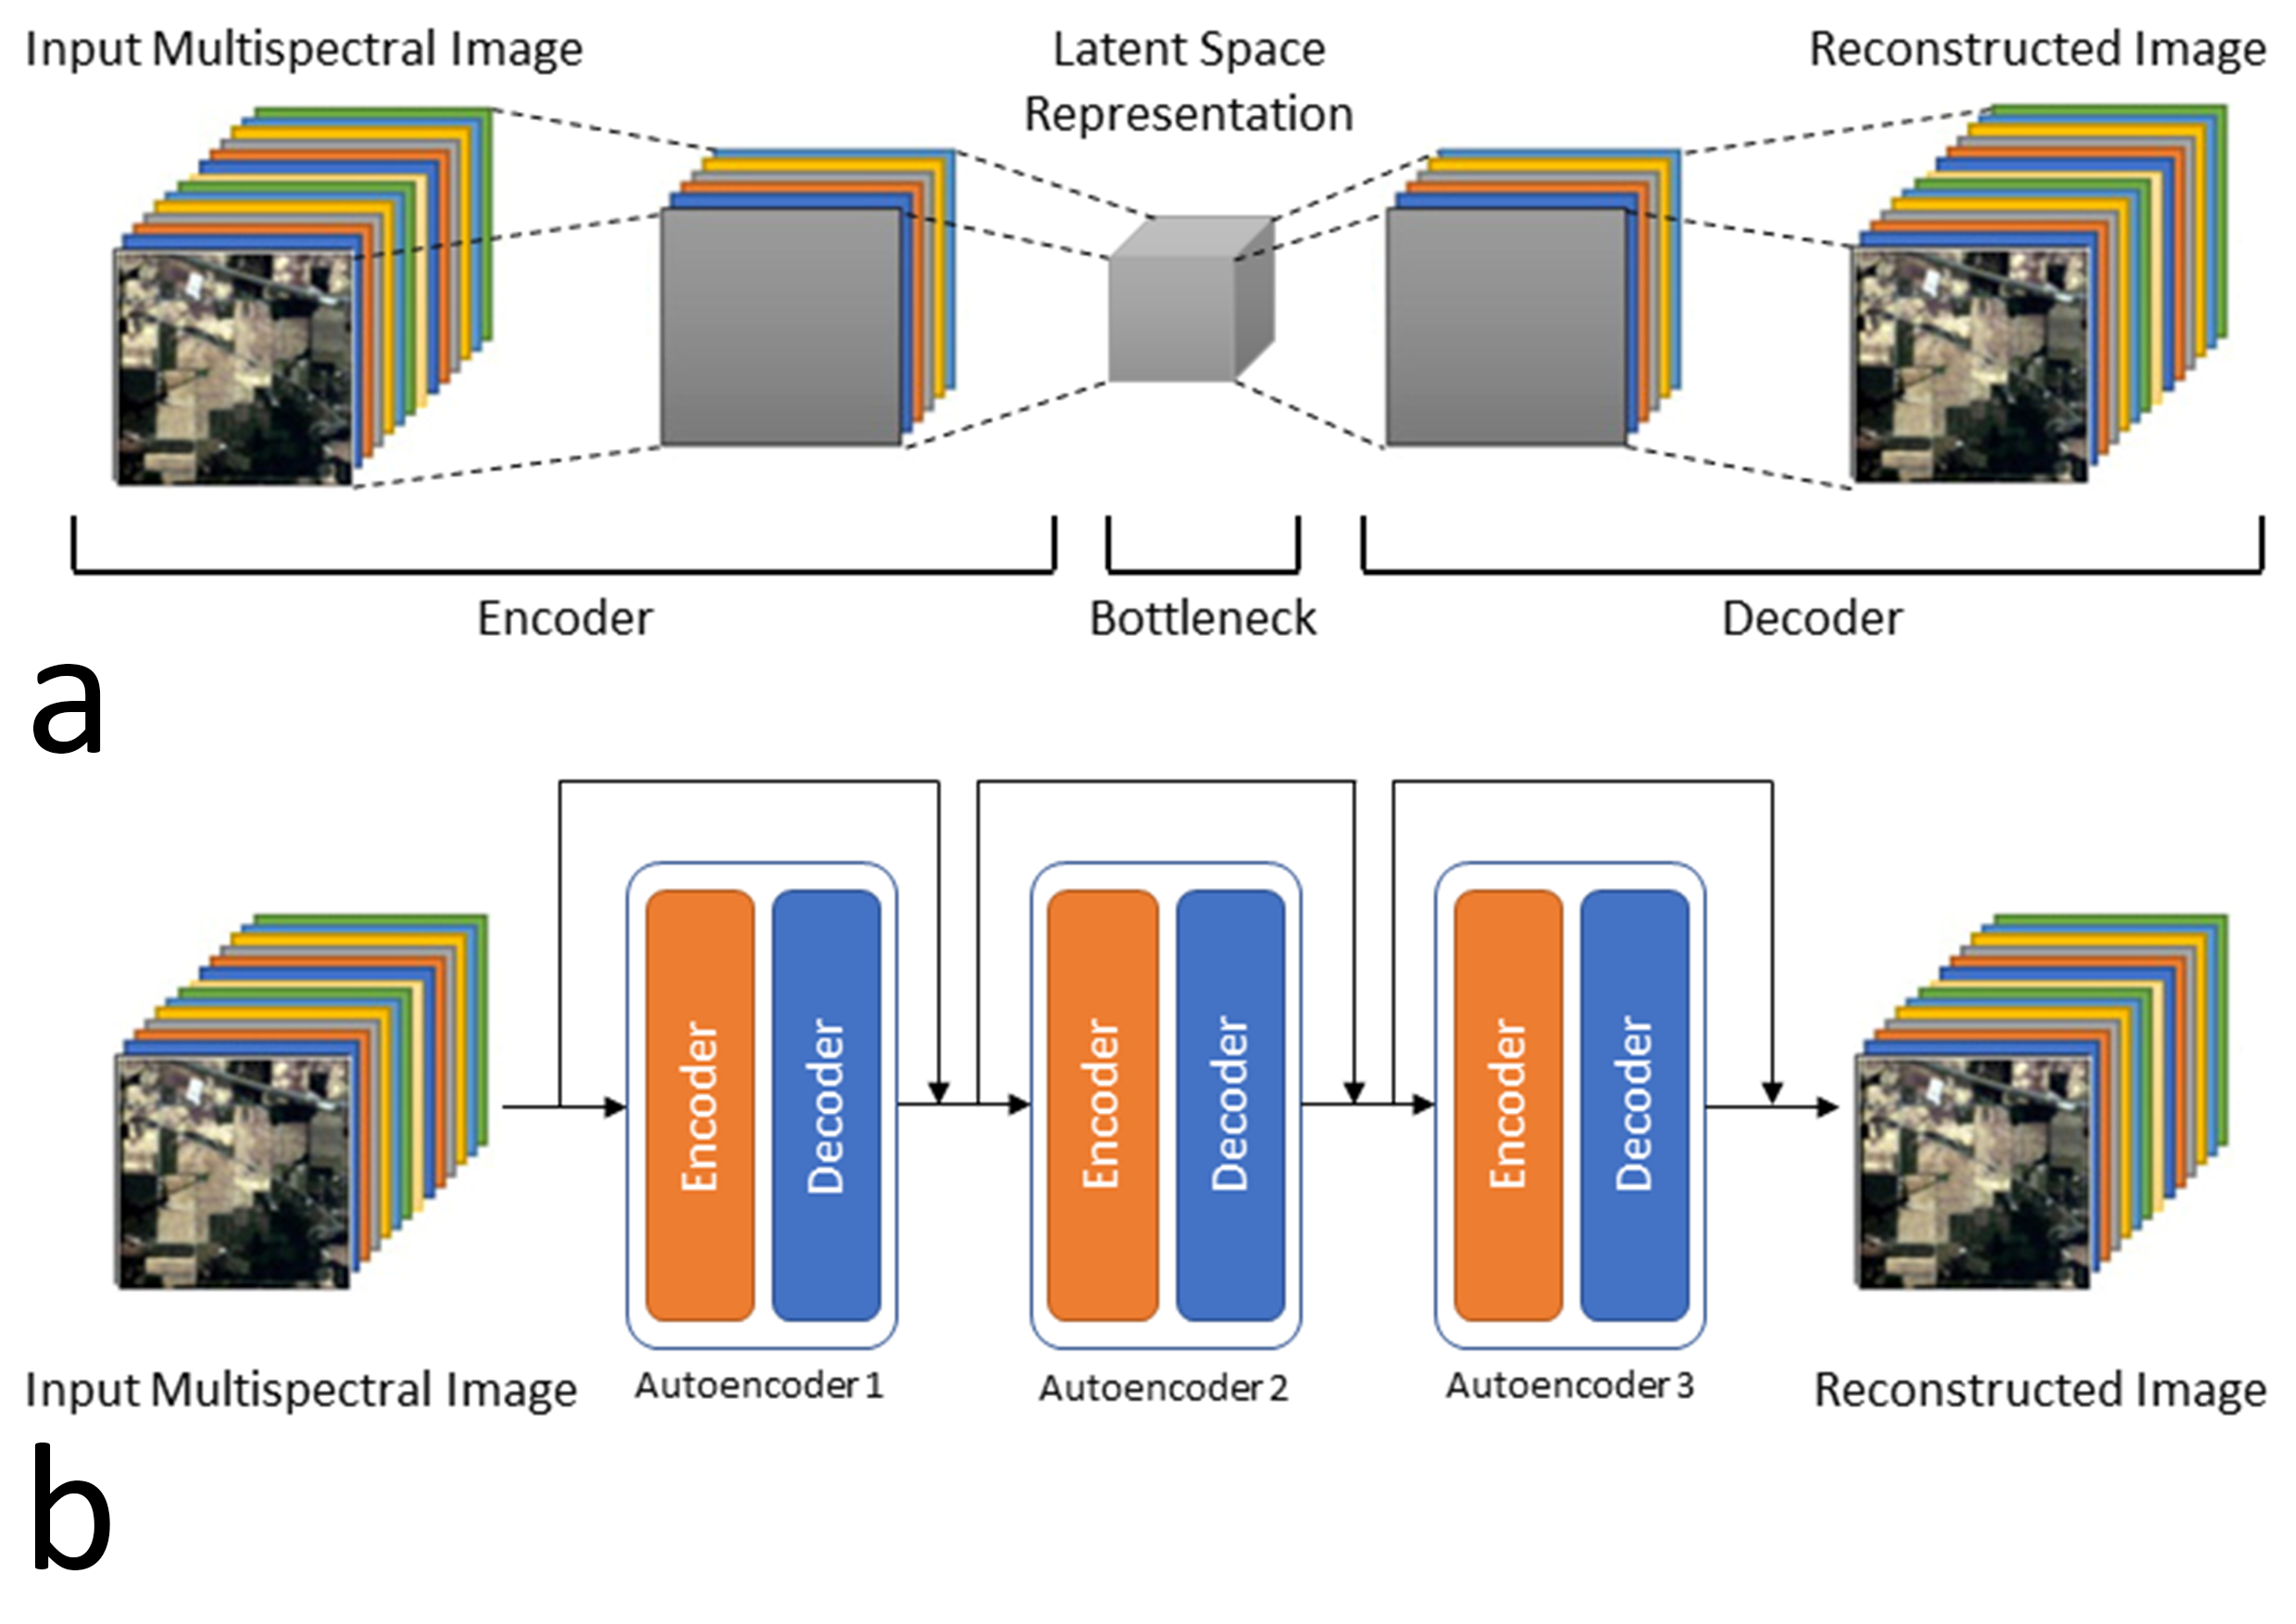 Input Multispectral Image
Latent Space
Representation
Reconstructed Image
Encoder
Bottleneck
Decoder
a
Encoder
Decoder
Encoder
Decoder
Encoder
Decoder
Input Multispectral Image
Autoencoder 1
Autoencoder 2
Autoencoder 3
Reconstructed Image
b